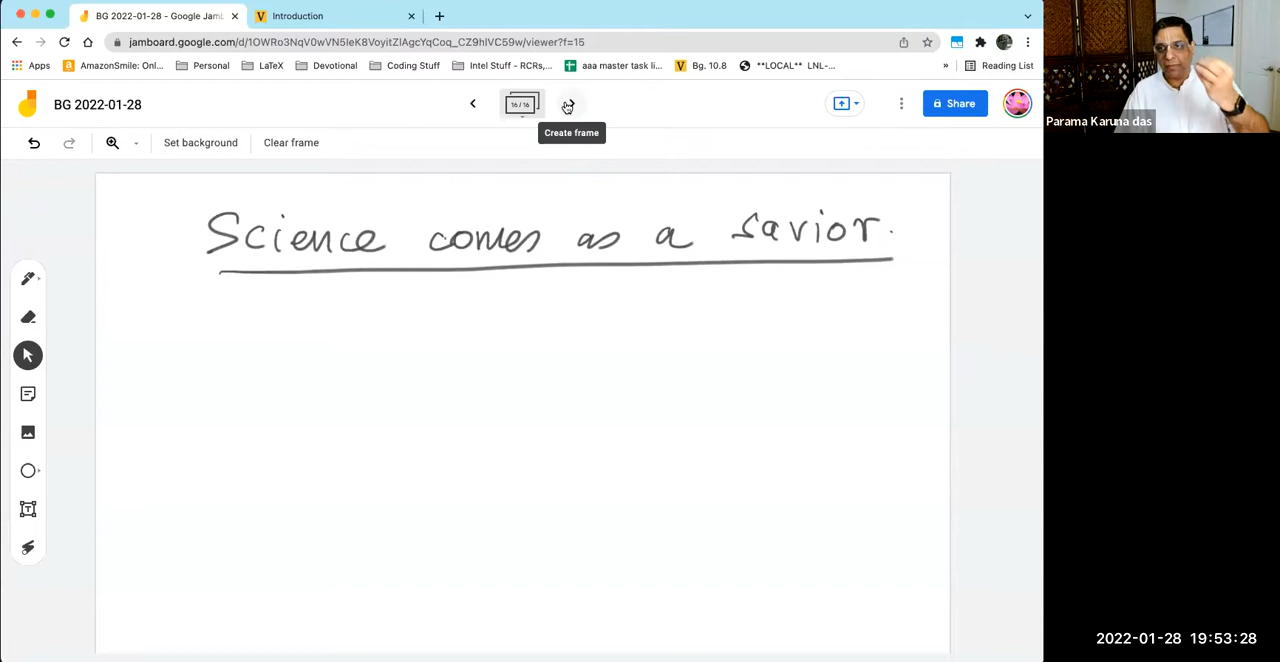 BG 2022-01-28 - Google Jaml
Introduction
jamboard.google.com/d/1OWRo3NqV0wVN5IeK8VoyitZIAgcYqCoq_CZ9hIVC59w/viewer?f=15
Apps AmazonSmile: Onl... Personal LaTeX Devotional Coding Stuff Intel Stuff - RCRs,... aaa master task li... Bg. 10.8 **LOCAL** LNL-... » Reading List
BG 2022-01-28
16 / 16
Share
Create frame
Set background
Clear frame
Parama Karuna das
Science comes as a savior.
2022-01-28 19:53:28